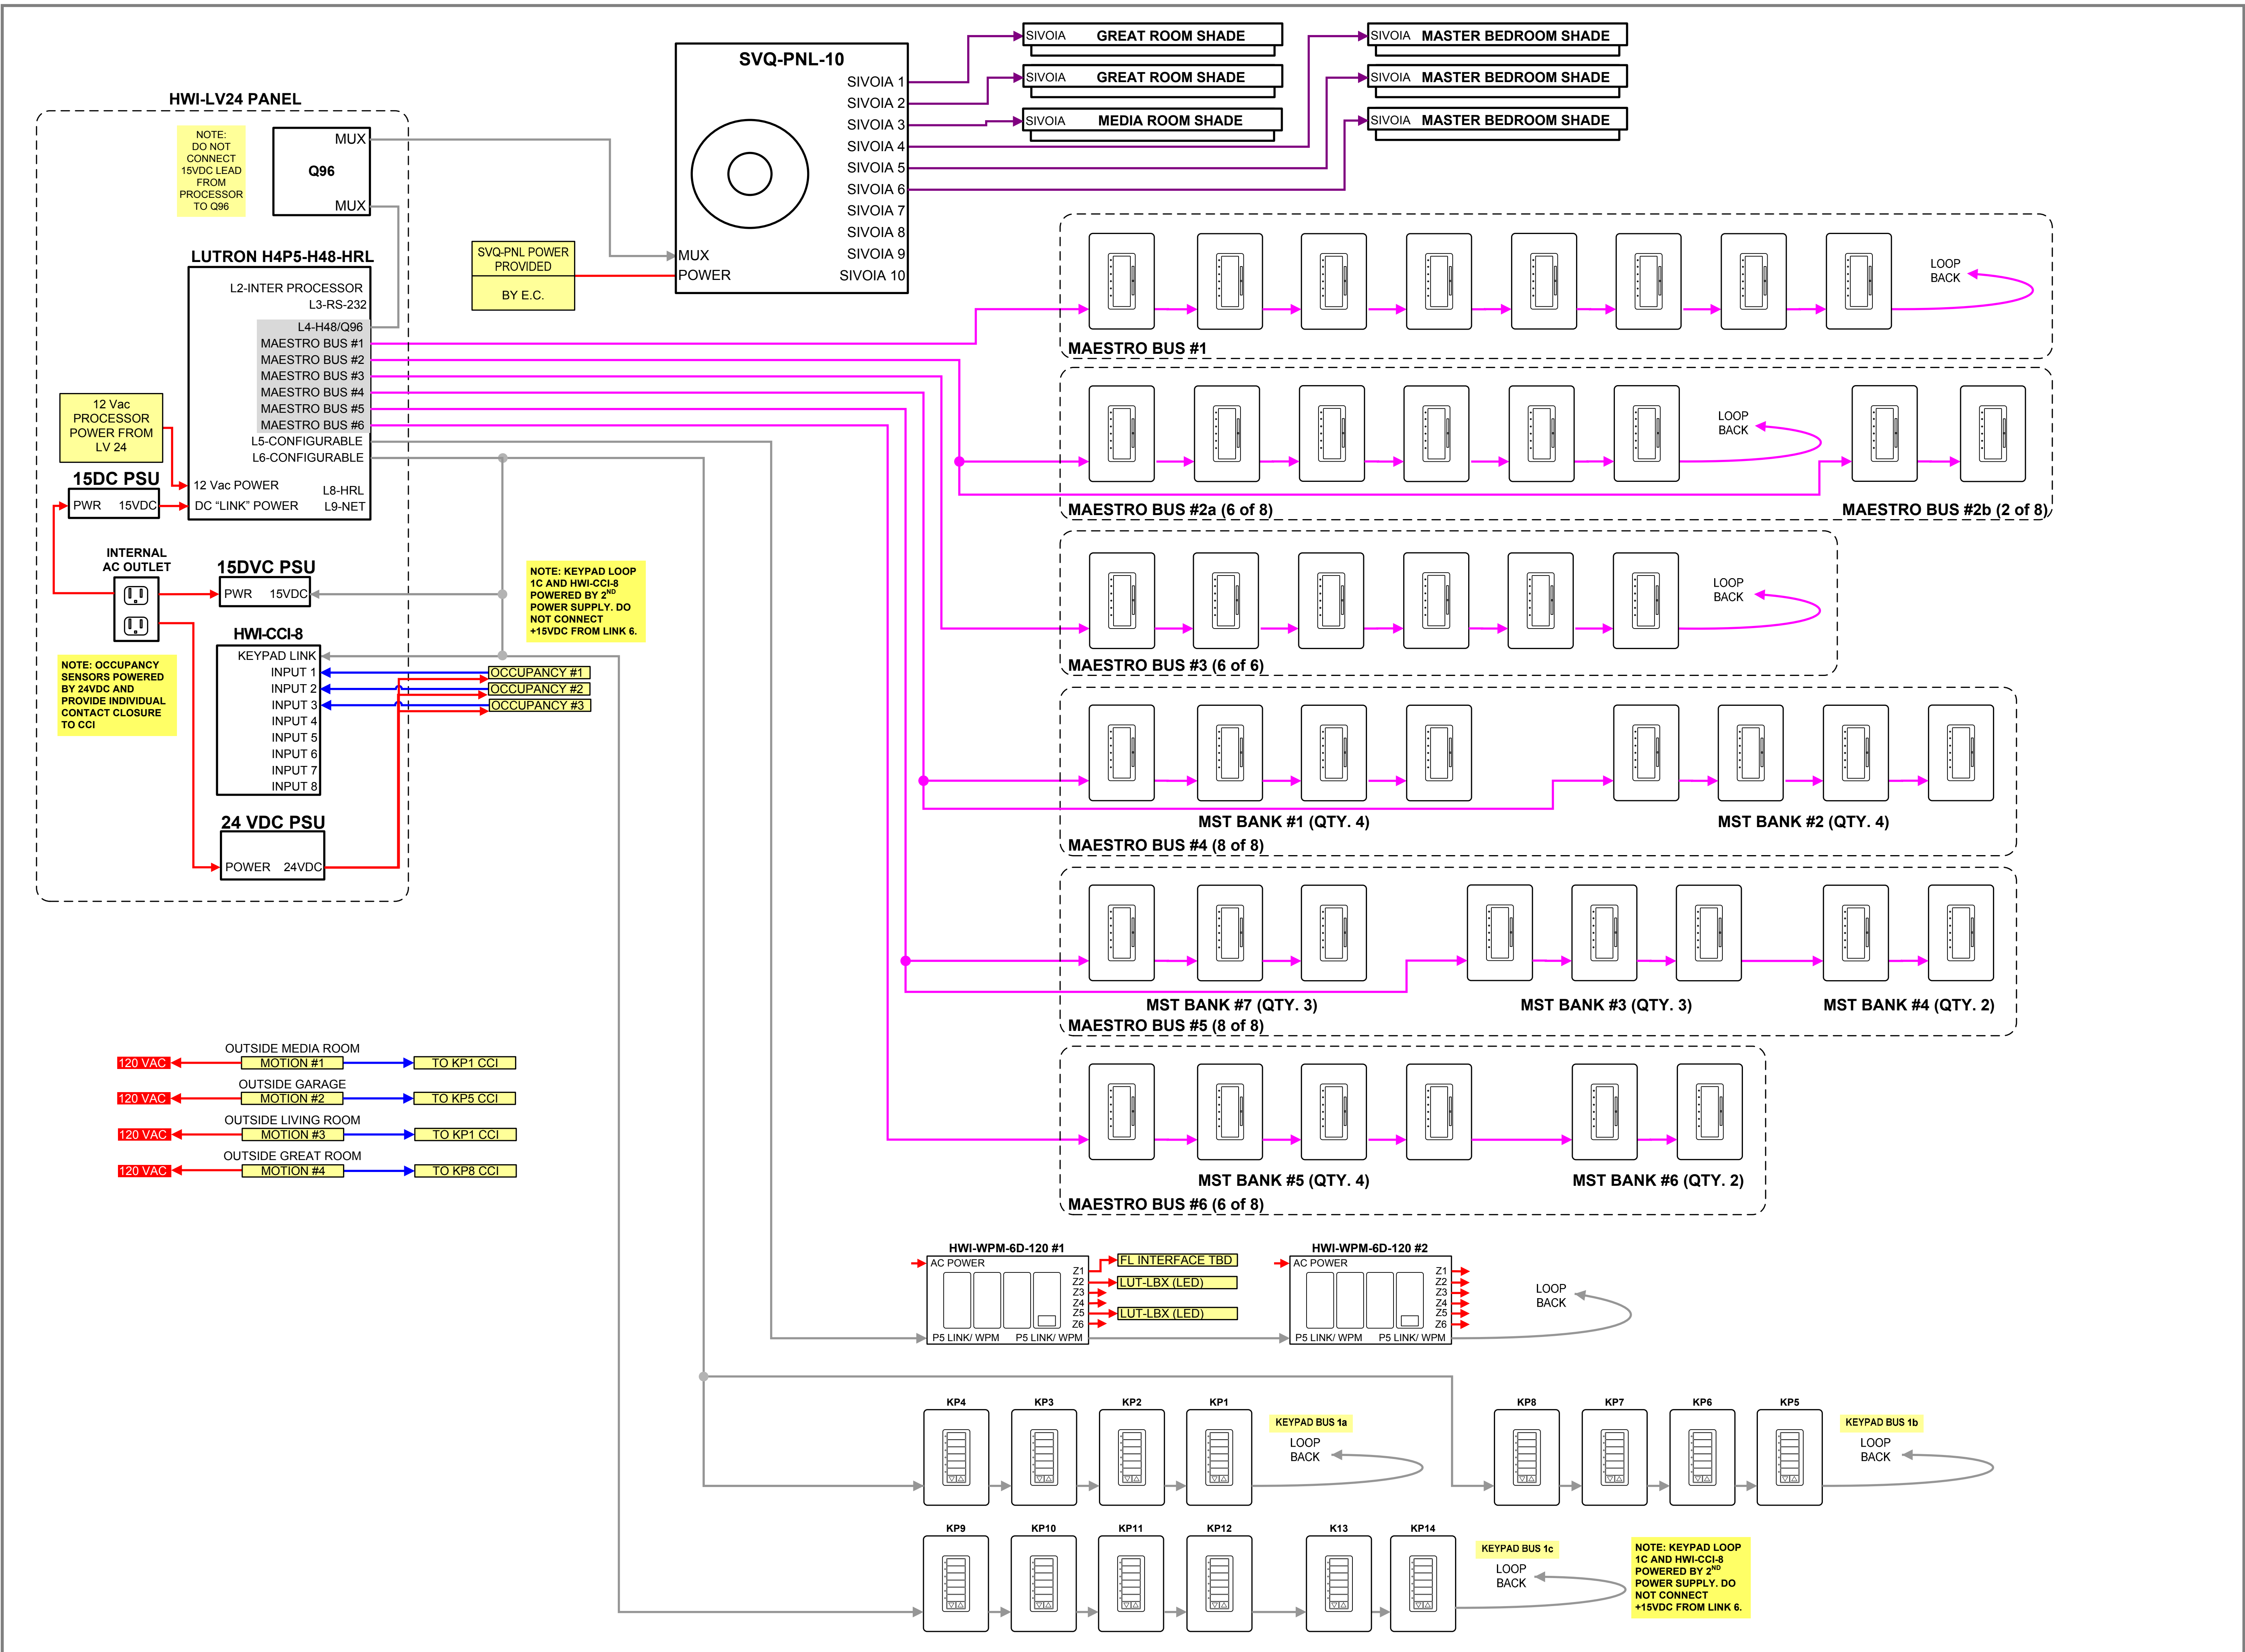 HWI-LV24 PANEL
NOTE:
DO NOT
CONNECT
15VDC LEAD
FROM
PROCESSOR
TO Q96
MUX
Q96
MUX
LUTRON H4P5-H48-HRL
L2-INTER PROCESSOR
L3-RS-232
L4-H48/Q96
MAESTRO BUS #1
MAESTRO BUS #2
MAESTRO BUS #3
MAESTRO BUS #4
MAESTRO BUS #5
MAESTRO BUS #6
L5-CONFIGURABLE
L6-CONFIGURABLE
12 Vac POWER
L8-HRL
DC “LINK” POWER
L9-NET
12 Vac
PROCESSOR
POWER FROM
LV 24
15DC PSU
PWR 15VDC
INTERNAL
AC OUTLET
15DVC PSU
PWR 15VDC
HWI-CCI-8
KEYPAD LINK
INPUT 1
INPUT 2
INPUT 3
INPUT 4
INPUT 5
INPUT 6
INPUT 7
INPUT 8
NOTE: OCCUPANCY
SENSORS POWERED
BY 24VDC AND
PROVIDE INDIVIDUAL
CONTACT CLOSURE
TO CCI
24 VDC PSU
POWER 24VDC
NOTE: KEYPAD LOOP
1C AND HWI-CCI-8
POWERED BY 2ND
POWER SUPPLY. DO
NOT CONNECT
+15VDC FROM LINK 6.
OCCUPANCY #1
OCCUPANCY #2
OCCUPANCY #3
SVQ-PNL POWER
PROVIDED
BY E.C.
SVQ-PNL-10
SIVOIA 1
SIVOIA 2
SIVOIA 3
SIVOIA 4
SIVOIA 5
SIVOIA 6
SIVOIA 7
SIVOIA 8
SIVOIA 9
SIVOIA 10
MUX
POWER
SIVOIA GREAT ROOM SHADE
SIVOIA GREAT ROOM SHADE
SIVOIA MEDIA ROOM SHADE
SIVOIA MASTER BEDROOM SHADE
SIVOIA MASTER BEDROOM SHADE
SIVOIA MASTER BEDROOM SHADE
LOOP
BACK
MAESTRO BUS #1
LOOP
BACK
MAESTRO BUS #2a (6 of 8)
MAESTRO BUS #2b (2 of 8)
LOOP
BACK
MAESTRO BUS #3 (6 of 6)
MST BANK #1 (QTY. 4)
MST BANK #2 (QTY. 4)
MAESTRO BUS #4 (8 of 8)
MST BANK #7 (QTY. 3)
MST BANK #3 (QTY. 3)
MST BANK #4 (QTY. 2)
MAESTRO BUS #5 (8 of 8)
MST BANK #5 (QTY. 4)
MST BANK #6 (QTY. 2)
MAESTRO BUS #6 (6 of 8)
OUTSIDE MEDIA ROOM
120 VAC MOTION #1 TO KP1 CCI
OUTSIDE GARAGE
120 VAC MOTION #2 TO KP5 CCI
OUTSIDE LIVING ROOM
120 VAC MOTION #3 TO KP1 CCI
OUTSIDE GREAT ROOM
120 VAC MOTION #4 TO KP8 CCI
HWI-WPM-6D-120 #1
AC POWER
Z1
Z2
Z3
Z4
Z5
Z6
P5 LINK/ WPM P5 LINK/ WPM
FL INTERFACE TBD
LUT-LBX (LED)
LUT-LBX (LED)
HWI-WPM-6D-120 #2
AC POWER
Z1
Z2
Z3
Z4
Z5
Z6
P5 LINK/ WPM P5 LINK/ WPM
LOOP
BACK
KP4 KP3 KP2 KP1
KEYPAD BUS 1a
LOOP
BACK
KP8 KP7 KP6 KP5
KEYPAD BUS 1b
LOOP
BACK
KP9 KP10 KP11 KP12 K13 KP14
KEYPAD BUS 1c
LOOP
BACK
NOTE: KEYPAD LOOP
1C AND HWI-CCI-8
POWERED BY 2ND
POWER SUPPLY. DO
NOT CONNECT
+15VDC FROM LINK 6.